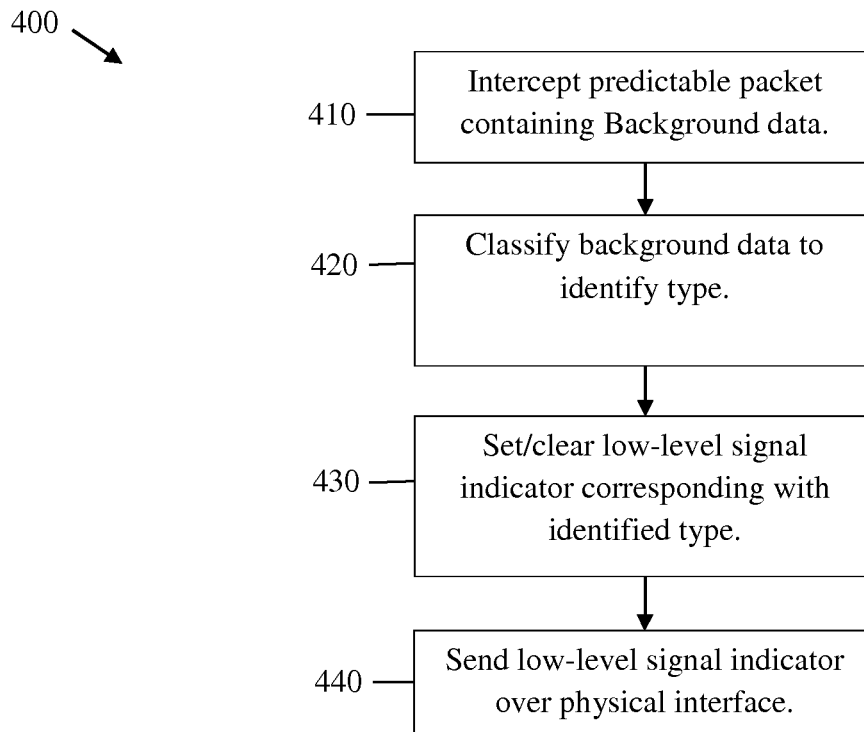 400
410
Intercept predictable packet
containing Background data.
420
Classify background data to
identify type.
430
Set/clear low-level signal
indicator corresponding with
identified type.
440
Send low-level signal indicator
over physical interface.